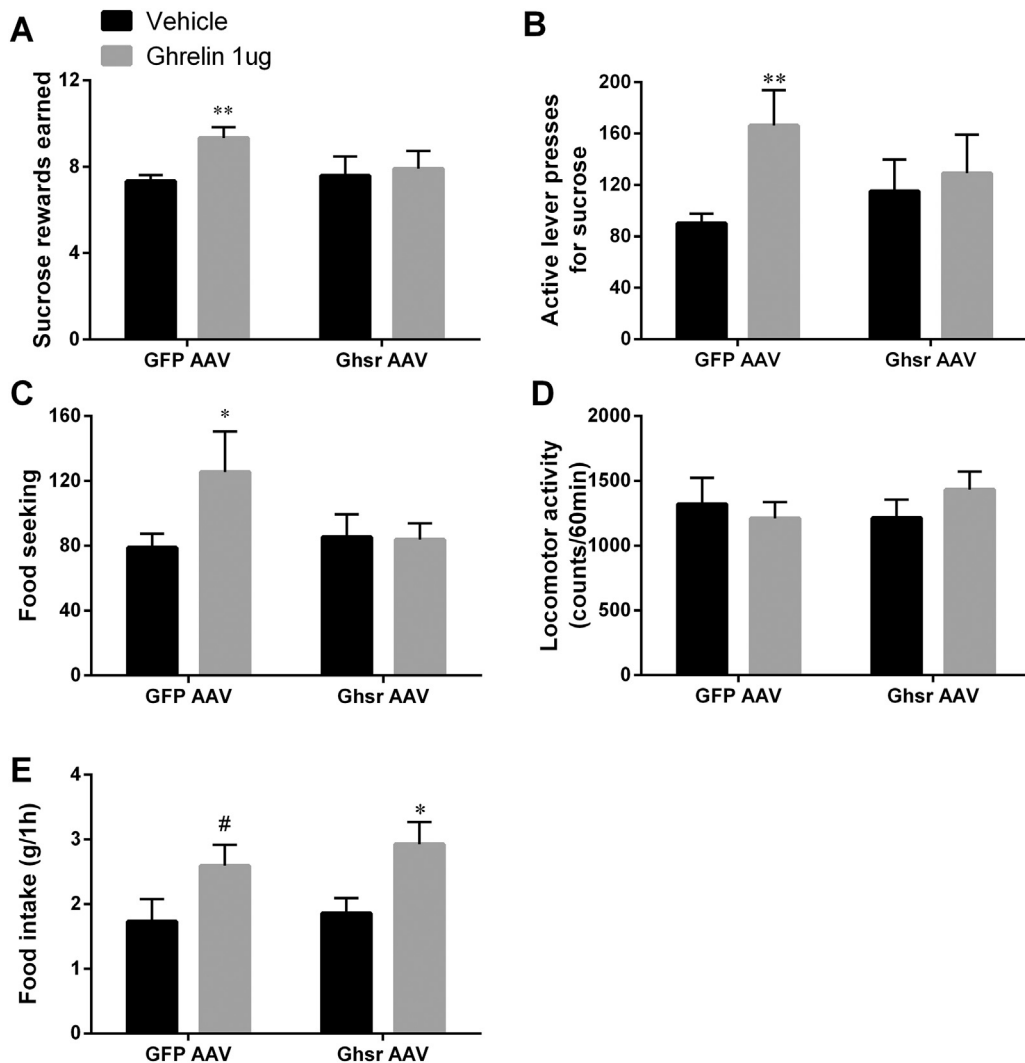 A
Vehicle
Ghrelin 1ug
Sucrose rewards earned
12
8
4
0
**
GFP AAV
Ghsr AAV
B
Active lever presses
for sucrose
200
160
120
80
40
0
**
GFP AAV
Ghsr AAV
C
Food seeking
160
120
80
40
0
*
GFP AAV
Ghsr AAV
D
Locomotor activity
(counts/60min)
2000
1500
1000
500
0
GFP AAV
Ghsr AAV
E
Food intake (g/1h)
4
3
2
1
0
#
*
GFP AAV
Ghsr AAV